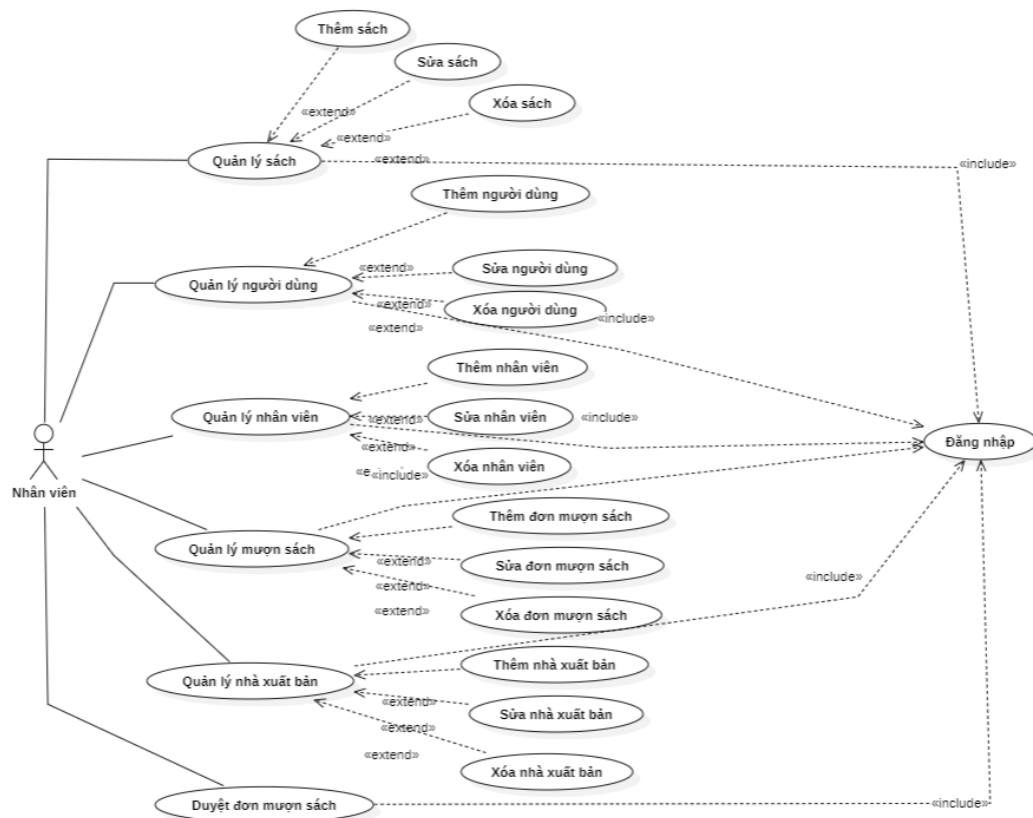 Thêm sách
Sửa sách
Xóa sách
«extend»
«extend»
Quản lý sách
«extend»
«include»
Thêm người dùng
«extend»
Sửa người dùng
Quản lý người dùng
«extend»
Xóa người dùng
«include»
«extend»
Thêm nhân viên
Quản lý nhân viên
«extend»
Sửa nhân viên
«include»
Đăng nhập
«extend»
Xóa nhân viên
«e
«include»
Nhân viên
Thêm đơn mượn sách
Quản lý mượn sách
«extend»
Sửa đơn mượn sách
«include»
«extend»
«extend»
Xóa đơn mượn sách
Thêm nhà xuất bản
Quản lý nhà xuất bản
«extend»
Sửa nhà xuất bản
«extend»
«extend»
Xóa nhà xuất bản
Duyệt đơn mượn sách
«include»